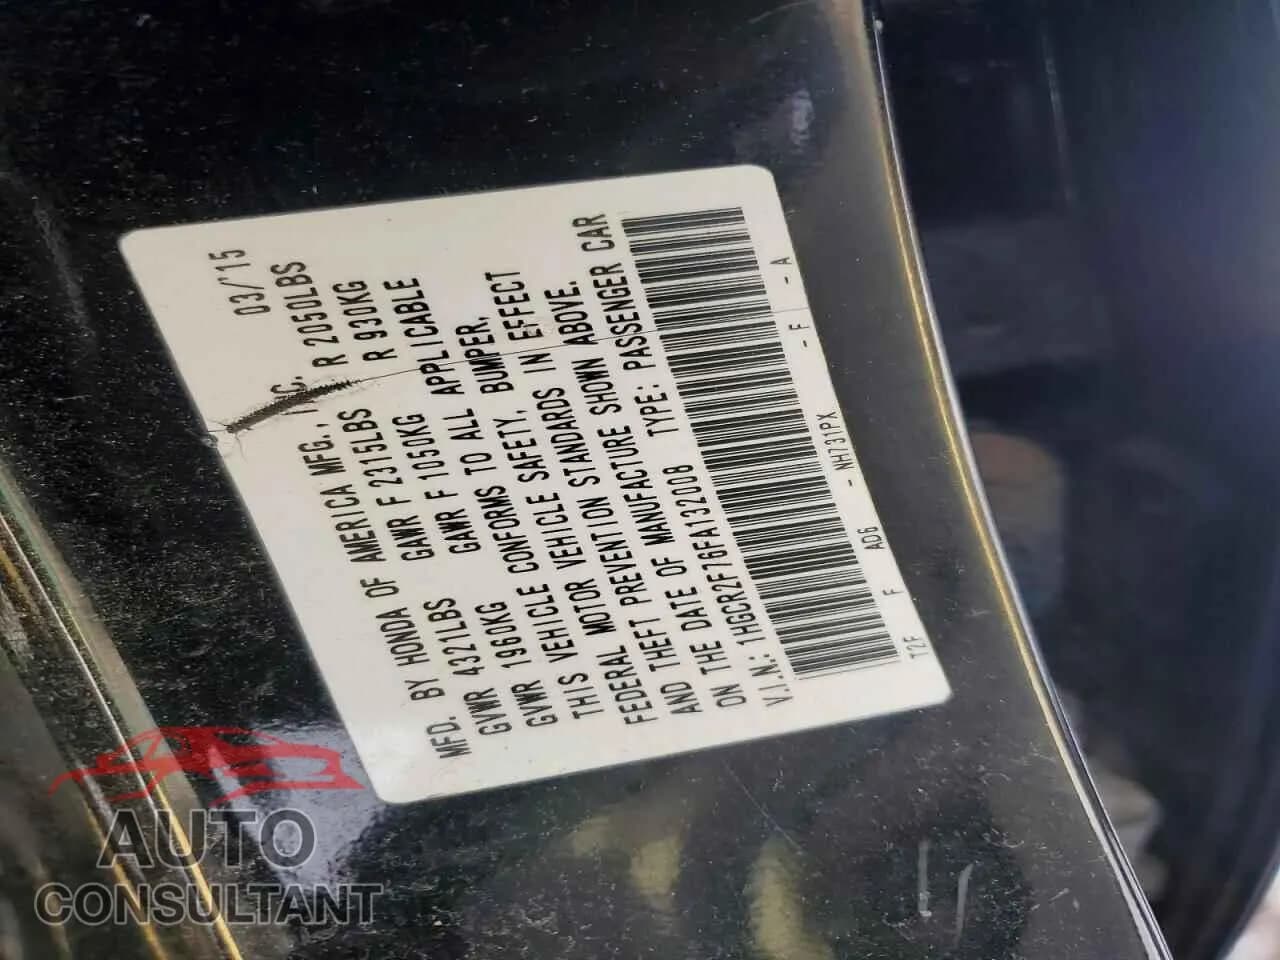 03/'15
MFD. BY HONDA OF AMERICA MFG., INC.
GVWR 4321LBS GAWR F 2315LBS R 2050LBS
GVWR 1960KG GAWR F 1050KG R 930KG
THIS VEHICLE CONFORMS TO ALL APPLICABLE
FEDERAL MOTOR VEHICLE SAFETY, BUMPER,
AND THEFT PREVENTION STANDARDS IN EFFECT
ON THE DATE OF MANUFACTURE SHOWN ABOVE.
V.I.N.: 1HGCR2F76FA132008 TYPE: PASSENGER CAR
T2F F AD6 - NH731PX - F - A
AUTO
CONSULTANT